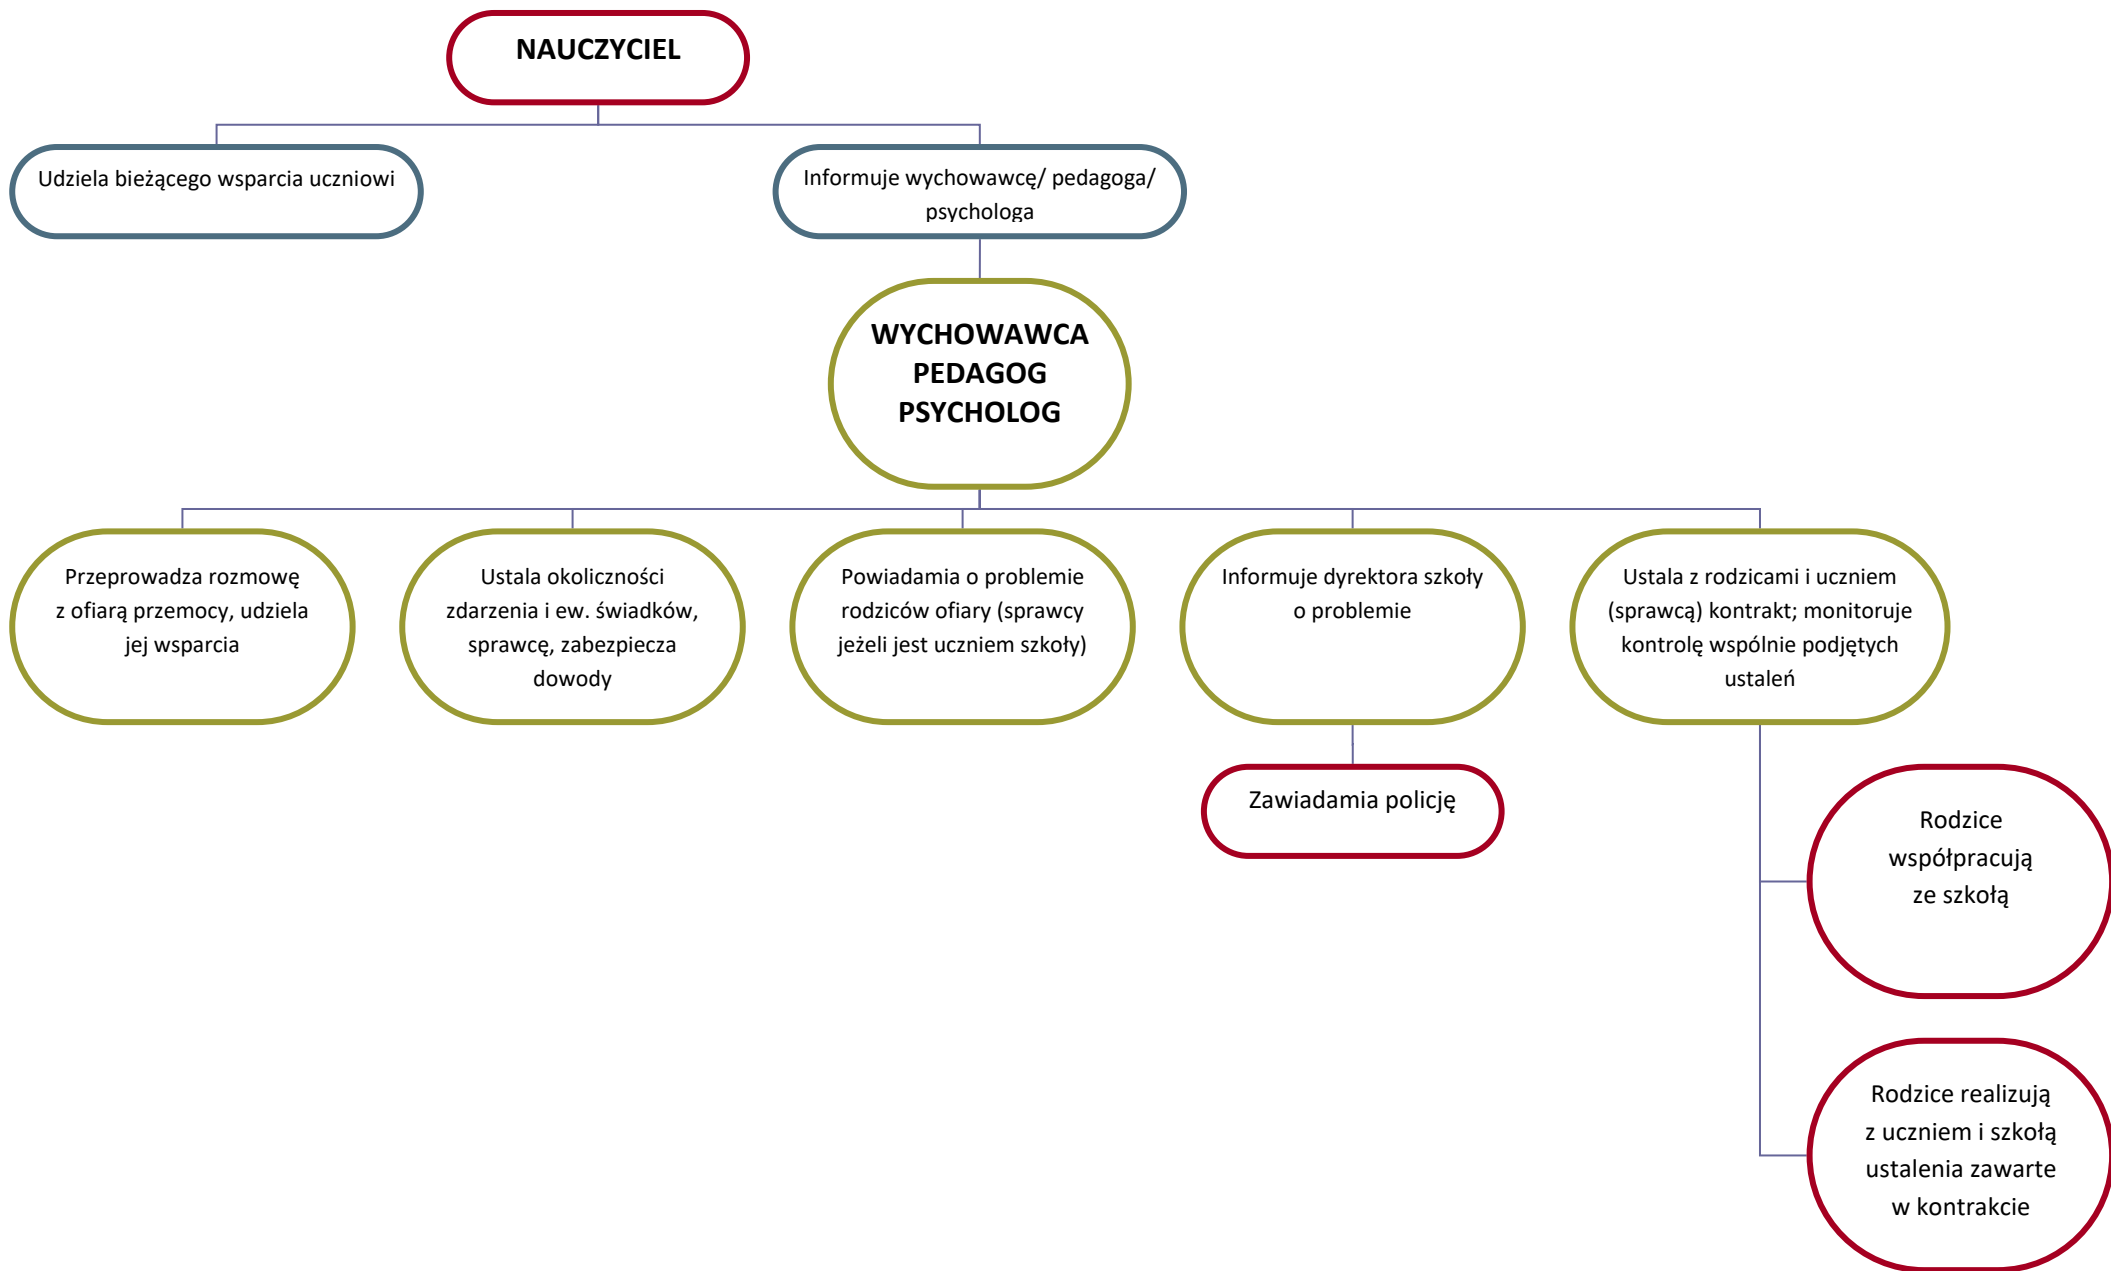 NAUCZYCIEL
Udziela bieżącego wsparcia uczniowi
Informuje wychowawcę/ pedagoga/
psychologa
WYCHOWAWCA
PEDAGOG
PSYCHOLOG
Przeprowadza rozmowę
z ofiarą przemocy, udziela
jej wsparcia
Ustala okoliczności
zdarzenia i ew. świadków,
sprawcę, zabezpiecza
dowody
Powiadamia o problemie
rodziców ofiary (sprawcy
jeżeli jest uczniem szkoły)
Informuje dyrektora szkoły
o problemie
Ustala z rodzicami i uczniem
(sprawcą) kontrakt; monitoruje
kontrolę wspólnie podjętych
ustaleń
Zawiadamia policję
Rodzice
współpracują
ze szkołą
Rodzice realizują
z uczniem i szkołą
ustalenia zawarte
w kontrakcie